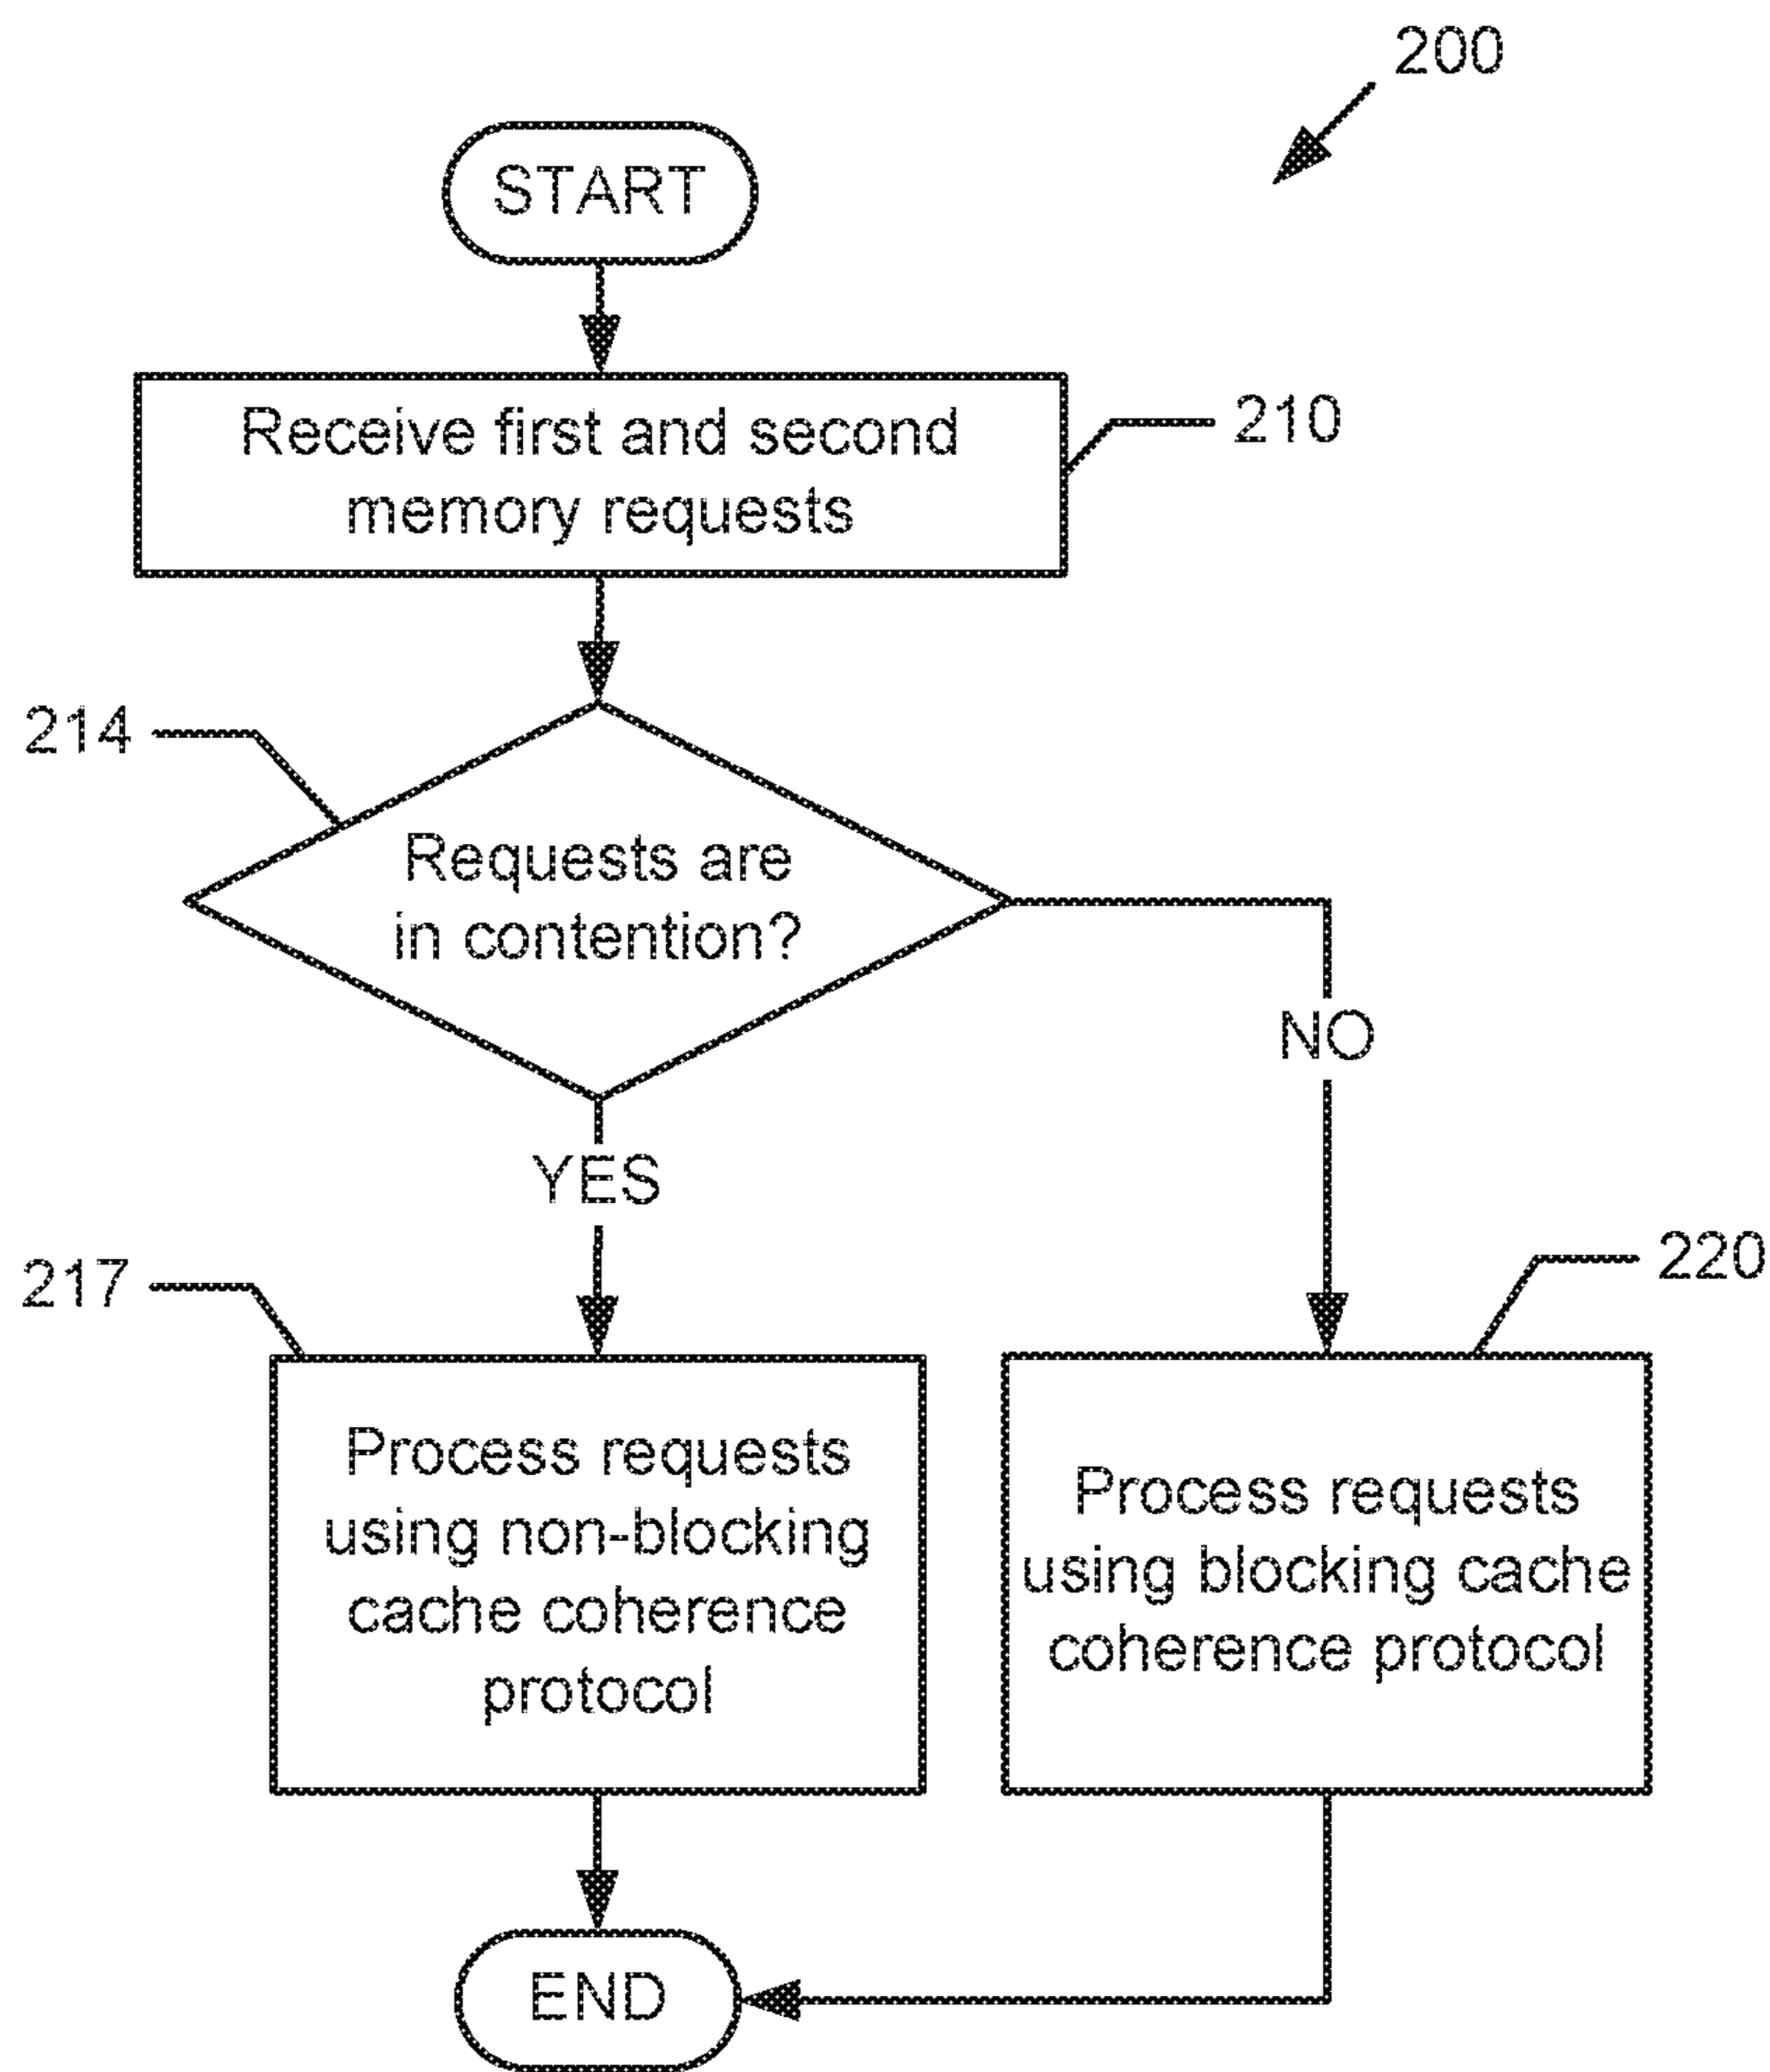 200
START
Receive first and second
memory requests
210
214
Requests are
in contention?
NO
YES
217
220
Process requests
using non-blocking
cache coherence
protocol
Process requests
using blocking cache
coherence protocol
END